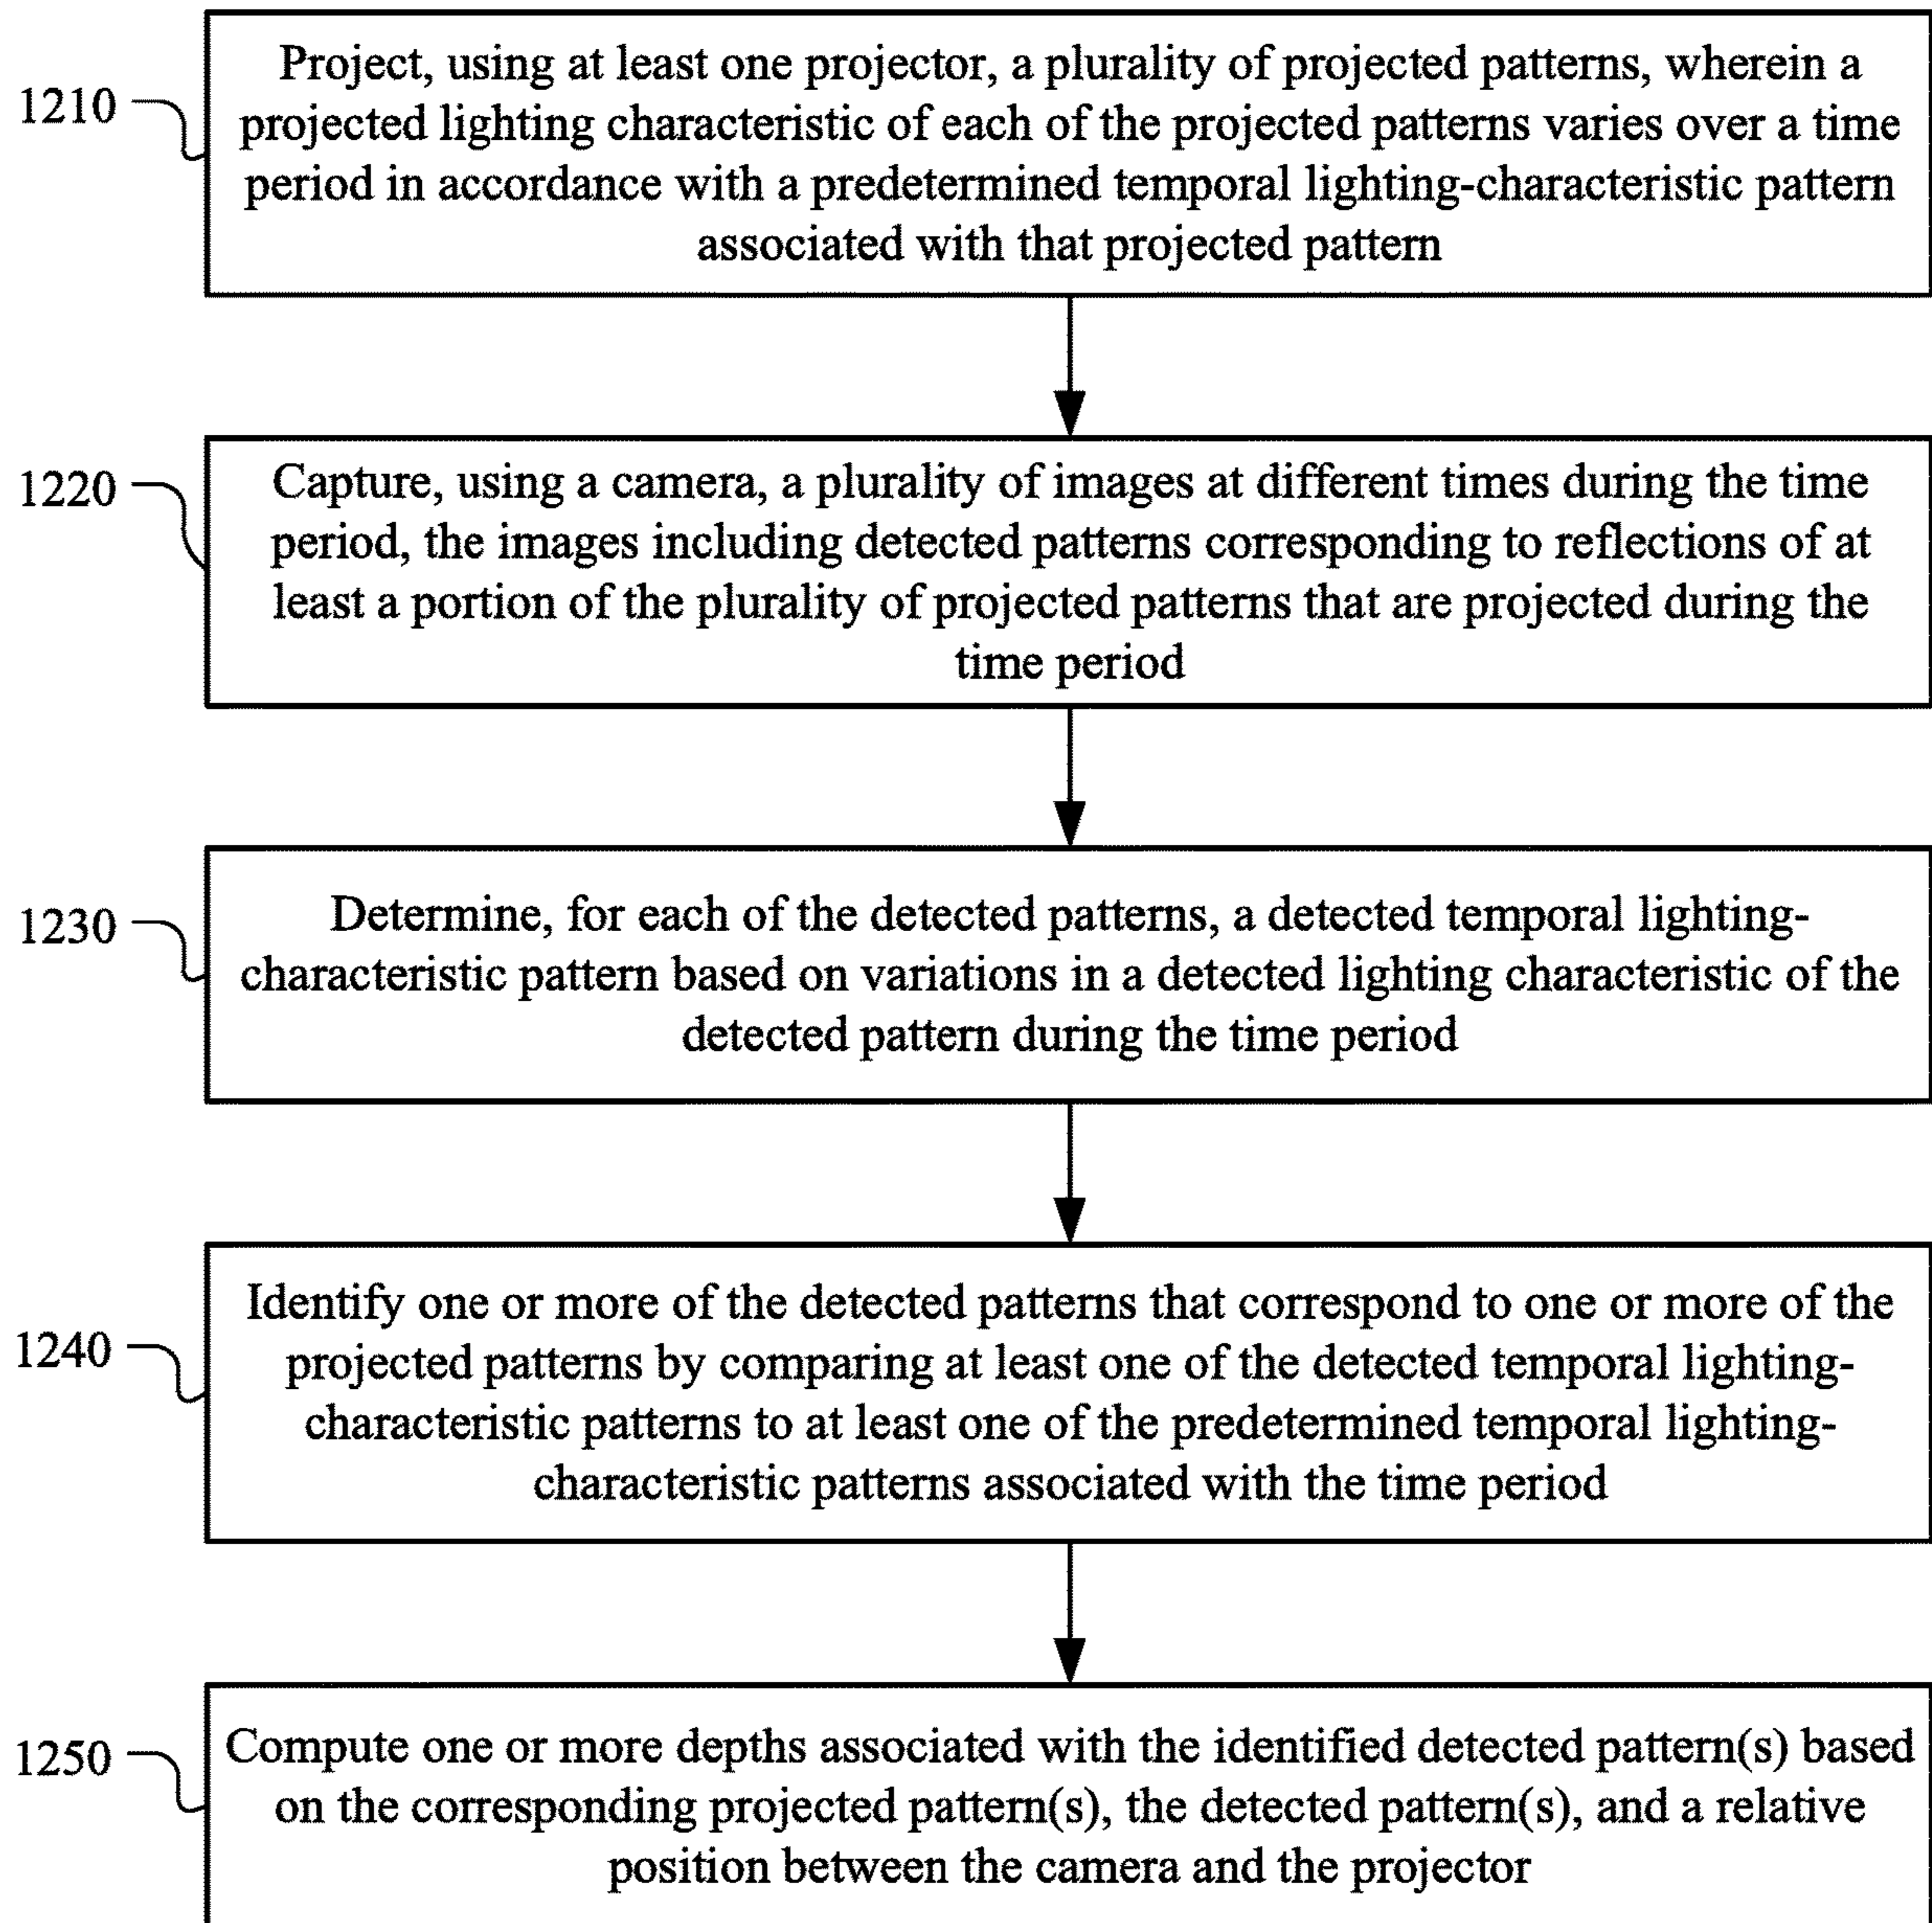 1210
Project, using at least one projector, a plurality of projected patterns, wherein a
projected lighting characteristic of each of the projected patterns varies over a time
period in accordance with a predetermined temporal lighting-characteristic pattern
associated with that projected pattern
1220
Capture, using a camera, a plurality of images at different times during the time
period, the images including detected patterns corresponding to reflections of at
least a portion of the plurality of projected patterns that are projected during the
time period
1230
Determine, for each of the detected patterns, a detected temporal lighting-
characteristic pattern based on variations in a detected lighting characteristic of the
detected pattern during the time period
1240
Identify one or more of the detected patterns that correspond to one or more of the
projected patterns by comparing at least one of the detected temporal lighting-
characteristic patterns to at least one of the predetermined temporal lighting-
characteristic patterns associated with the time period
1250
Compute one or more depths associated with the identified detected pattern(s) based
on the corresponding projected pattern(s), the detected pattern(s), and a relative
position between the camera and the projector